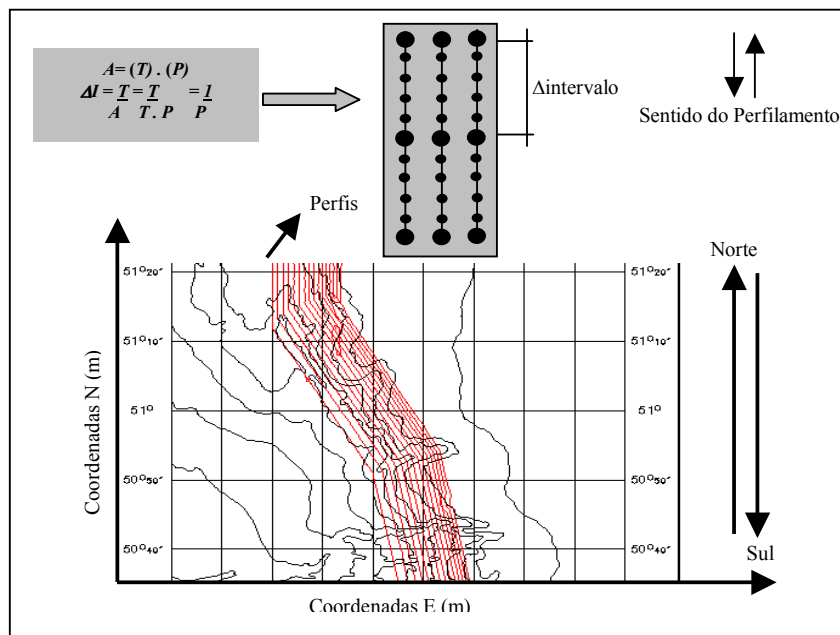 A= (T) . (P)
ΔI = T = T = 1
A T . P P
Δintervalo
Sentido do Perfilamento
Perfis
Norte
51°20′ 51°20′
51°10′ 51°10′
51° 51°
50°50′ 50°50′
50°40′ 50°40′
Coordenadas N (m)
Sul
Coordenadas E (m)